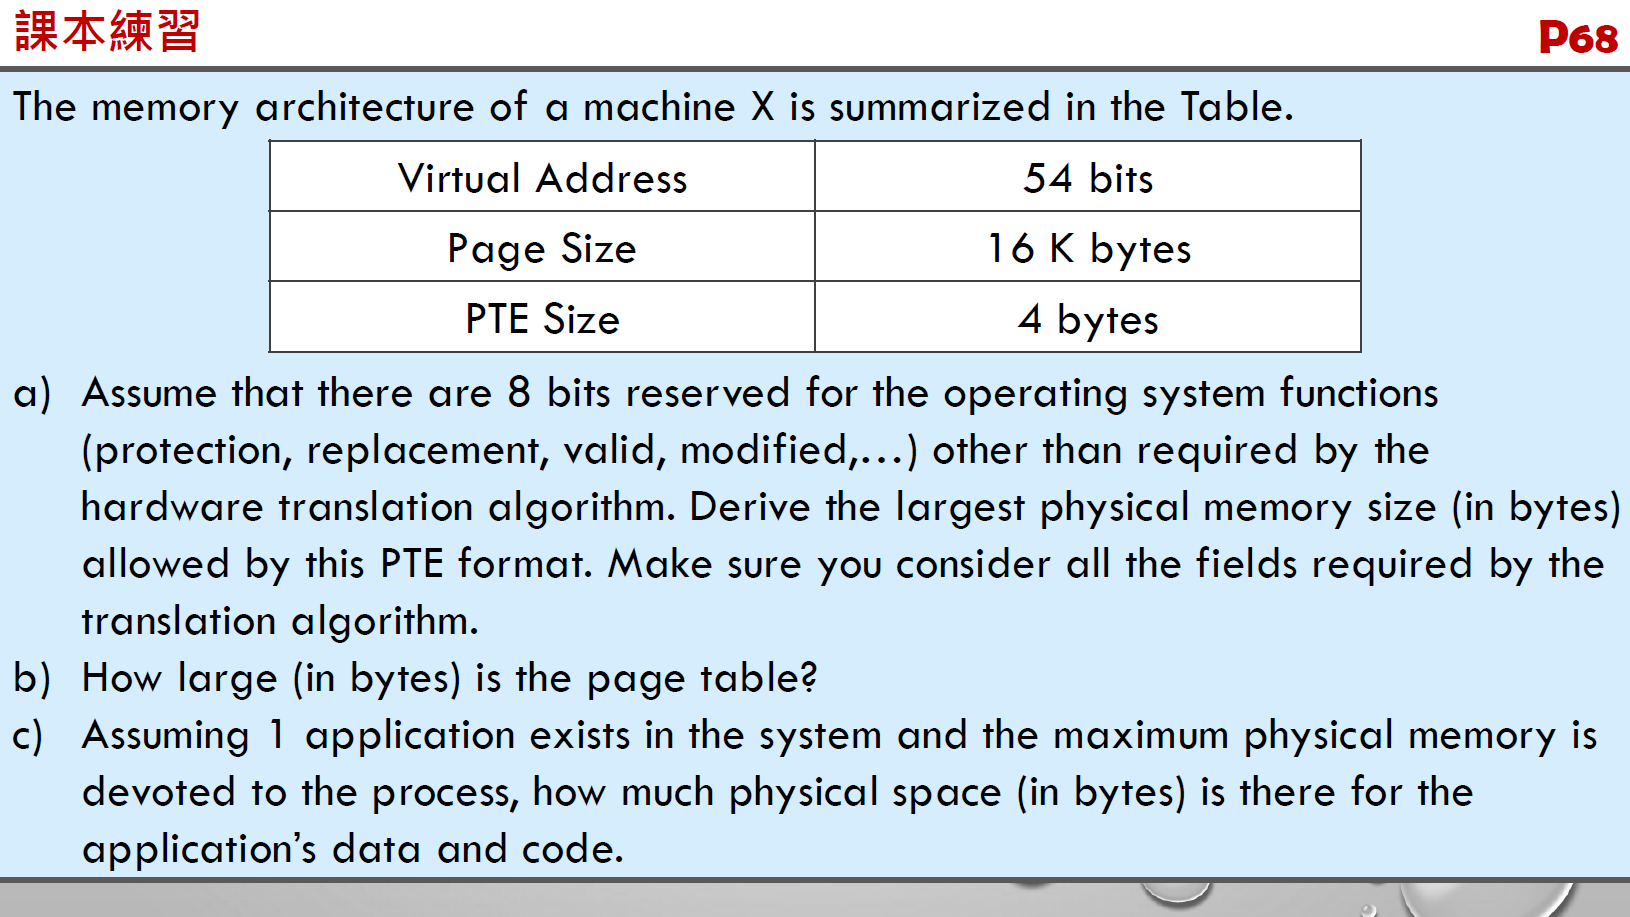 課本練習
P68
The memory architecture of a machine X is summarized in the Table.
Virtual Address 54 bits
Page Size 16 K bytes
PTE Size 4 bytes
a) Assume that there are 8 bits reserved for the operating system functions
(protection, replacement, valid, modified,…) other than required by the
hardware translation algorithm. Derive the largest physical memory size (in bytes)
allowed by this PTE format. Make sure you consider all the fields required by the
translation algorithm.
b) How large (in bytes) is the page table?
c) Assuming 1 application exists in the system and the maximum physical memory is
devoted to the process, how much physical space (in bytes) is there for the
application’s data and code.